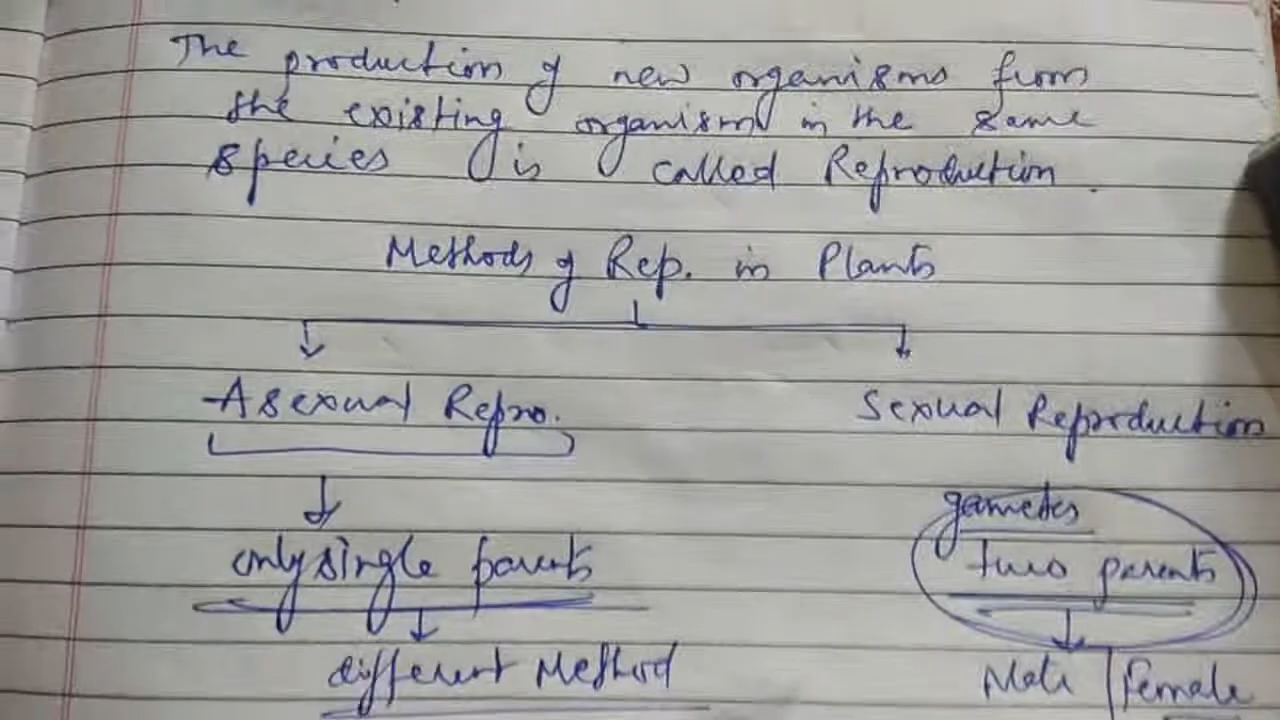 The production of new organisms from
the existing organism in the same
species is called Reproduction.
Methods of Rep. in Plants
Asexual Repro.
Sexual Reproduction
gametes
only single parents
two parents
different Method
Male / Female